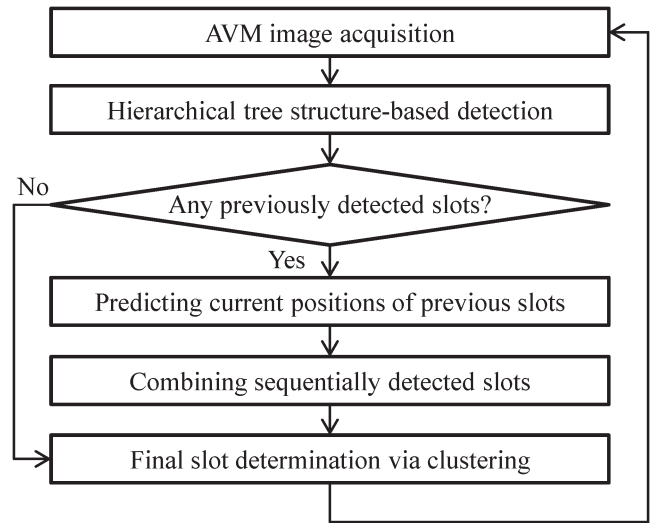 AVM image acquisition
Hierarchical tree structure-based detection
No
Any previously detected slots?
Yes
Predicting current positions of previous slots
Combining sequentially detected slots
Final slot determination via clustering